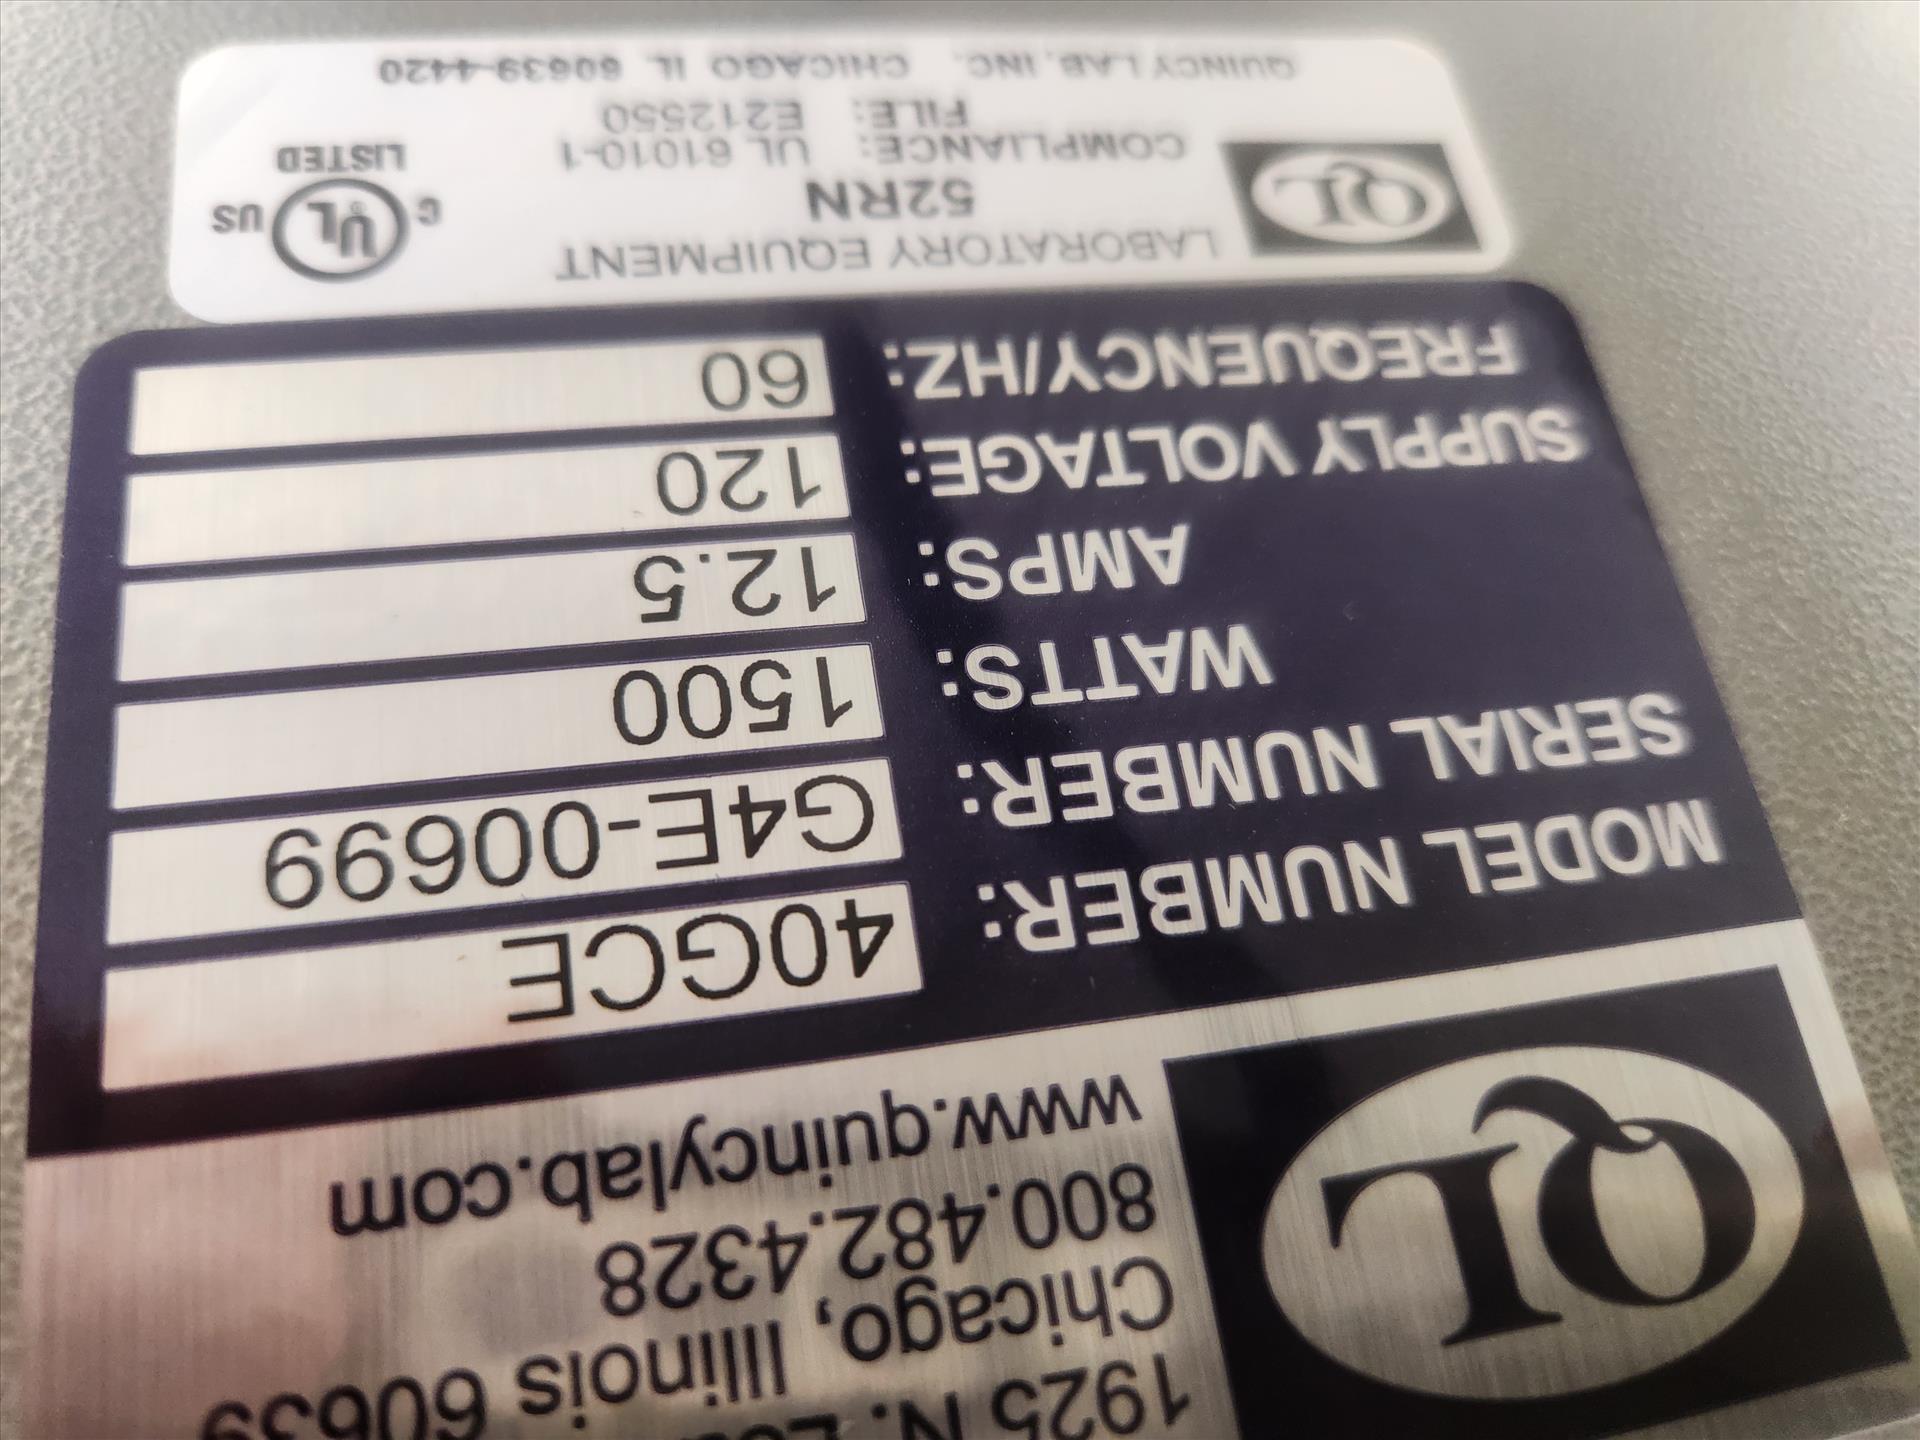 QL
1925 N.
Chicago, Illinois 60639
800.482.4328
www.quincylab.com
MODEL NUMBER: 40GCE
SERIAL NUMBER: G4E-00699
WATTS: 1500
AMPS: 12.5
SUPPLY VOLTAGE: 120
FREQUENCY/HZ: 60
QL
LABORATORY EQUIPMENT
52RN
COMPLIANCE: UL 61010-1
FILE: E212550
QUINCY LAB, INC. CHICAGO IL 60639-4420
C UL US
LISTED